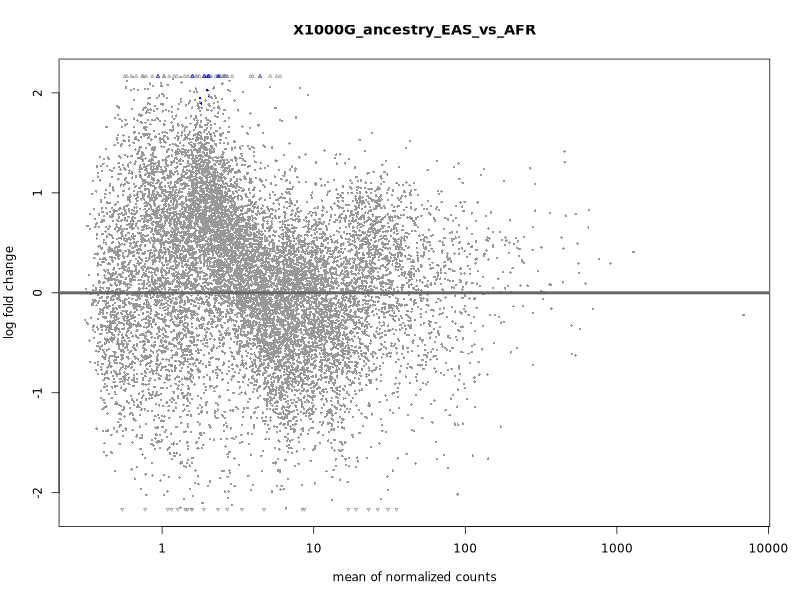 X1000G_ancestry_EAS_vs_AFR
log fold change
2
1
0
-1
-2
1 10 100 1000 10000
mean of normalized counts